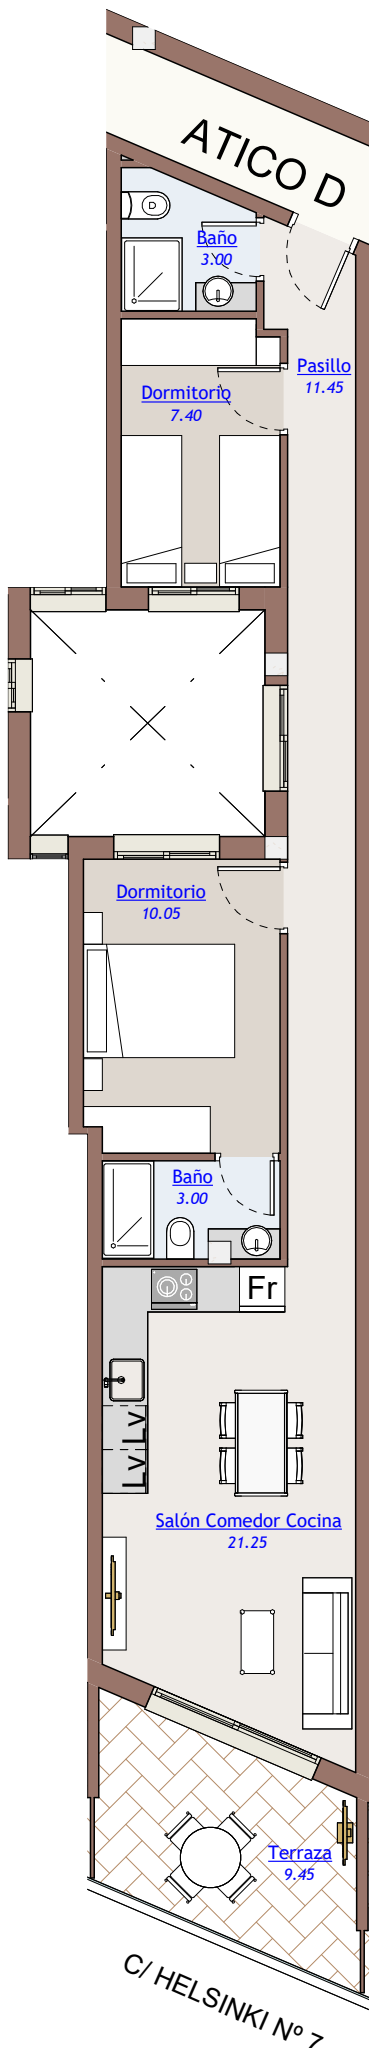 ATICO D
Baño
3.00
Pasillo
11.45
Dormitorio
7.40
Dormitorio
10.05
Baño
3.00
Fr
Lv
Lv
Salón Comedor Cocina
21.25
Terraza
9.45
C/ HELSINKI Nº 7